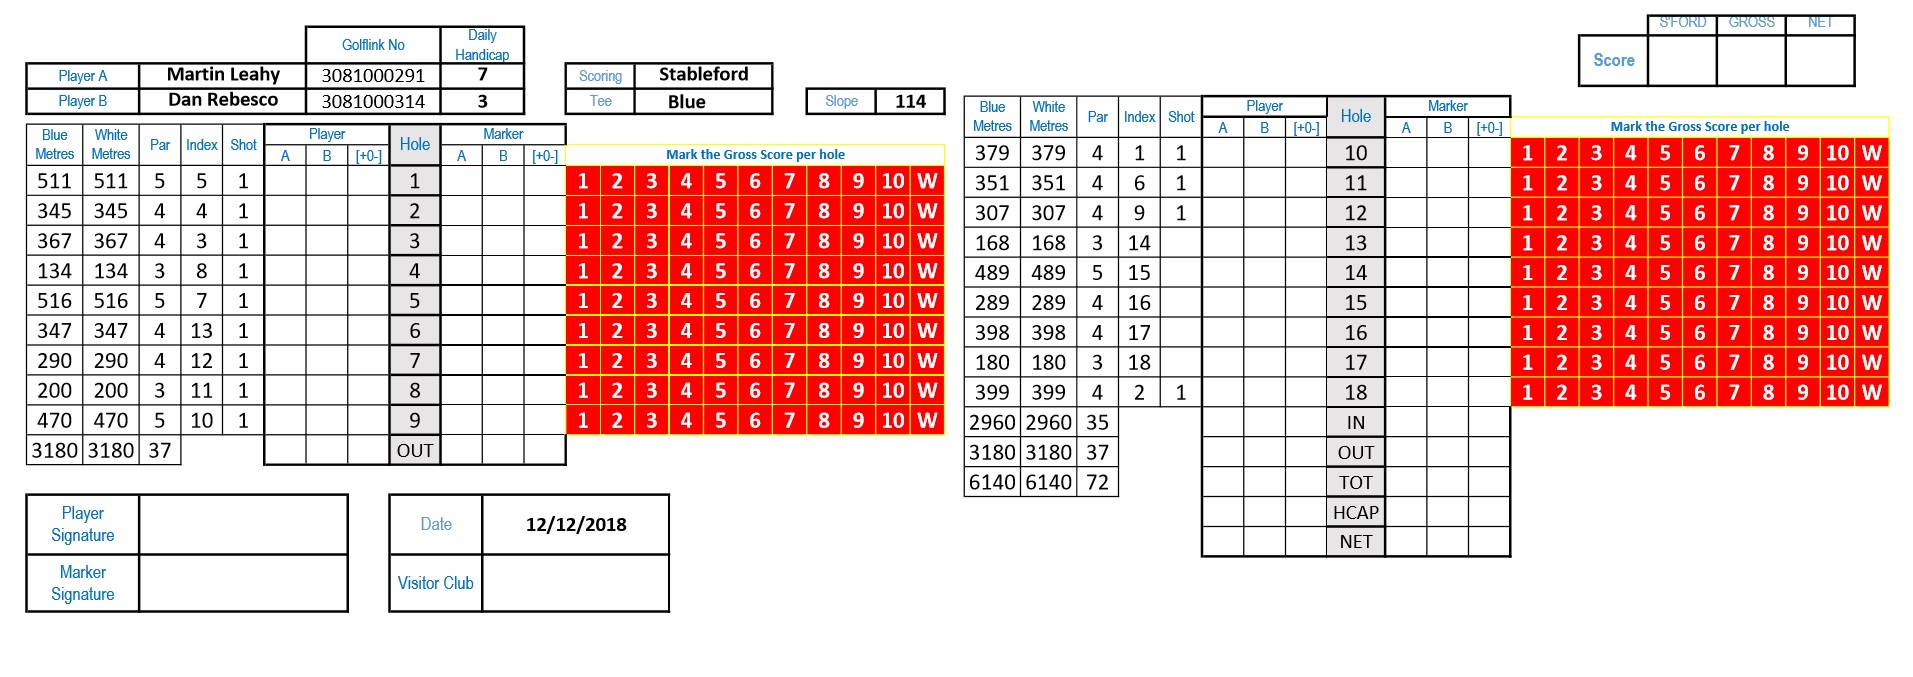 Golflink No Daily Handicap
Player A Martin Leahy 3081000291 7
Player B Dan Rebesco 3081000314 3
Scoring Stableford
Tee Blue
Slope 114
S'FORD GROSS NET
Score
Blue Metres White Metres Par Index Shot Player Hole Marker
A B [+0-] A B [+0-]
Mark the Gross Score per hole
511 511 5 5 1 1 1 2 3 4 5 6 7 8 9 10 W
345 345 4 4 1 2 1 2 3 4 5 6 7 8 9 10 W
367 367 4 3 1 3 1 2 3 4 5 6 7 8 9 10 W
134 134 3 8 1 4 1 2 3 4 5 6 7 8 9 10 W
516 516 5 7 1 5 1 2 3 4 5 6 7 8 9 10 W
347 347 4 13 1 6 1 2 3 4 5 6 7 8 9 10 W
290 290 4 12 1 7 1 2 3 4 5 6 7 8 9 10 W
200 200 3 11 1 8 1 2 3 4 5 6 7 8 9 10 W
470 470 5 10 1 9 1 2 3 4 5 6 7 8 9 10 W
3180 3180 37 OUT
Blue Metres White Metres Par Index Shot Player Hole Marker
A B [+0-] A B [+0-]
Mark the Gross Score per hole
379 379 4 1 1 10 1 2 3 4 5 6 7 8 9 10 W
351 351 4 6 1 11 1 2 3 4 5 6 7 8 9 10 W
307 307 4 9 1 12 1 2 3 4 5 6 7 8 9 10 W
168 168 3 14 13 1 2 3 4 5 6 7 8 9 10 W
489 489 5 15 14 1 2 3 4 5 6 7 8 9 10 W
289 289 4 16 15 1 2 3 4 5 6 7 8 9 10 W
398 398 4 17 16 1 2 3 4 5 6 7 8 9 10 W
180 180 3 18 17 1 2 3 4 5 6 7 8 9 10 W
399 399 4 2 1 18 1 2 3 4 5 6 7 8 9 10 W
2960 2960 35 IN
3180 3180 37 OUT
6140 6140 72 TOT
HCAP
NET
Player Signature
Marker Signature
Date 12/12/2018
Visitor Club